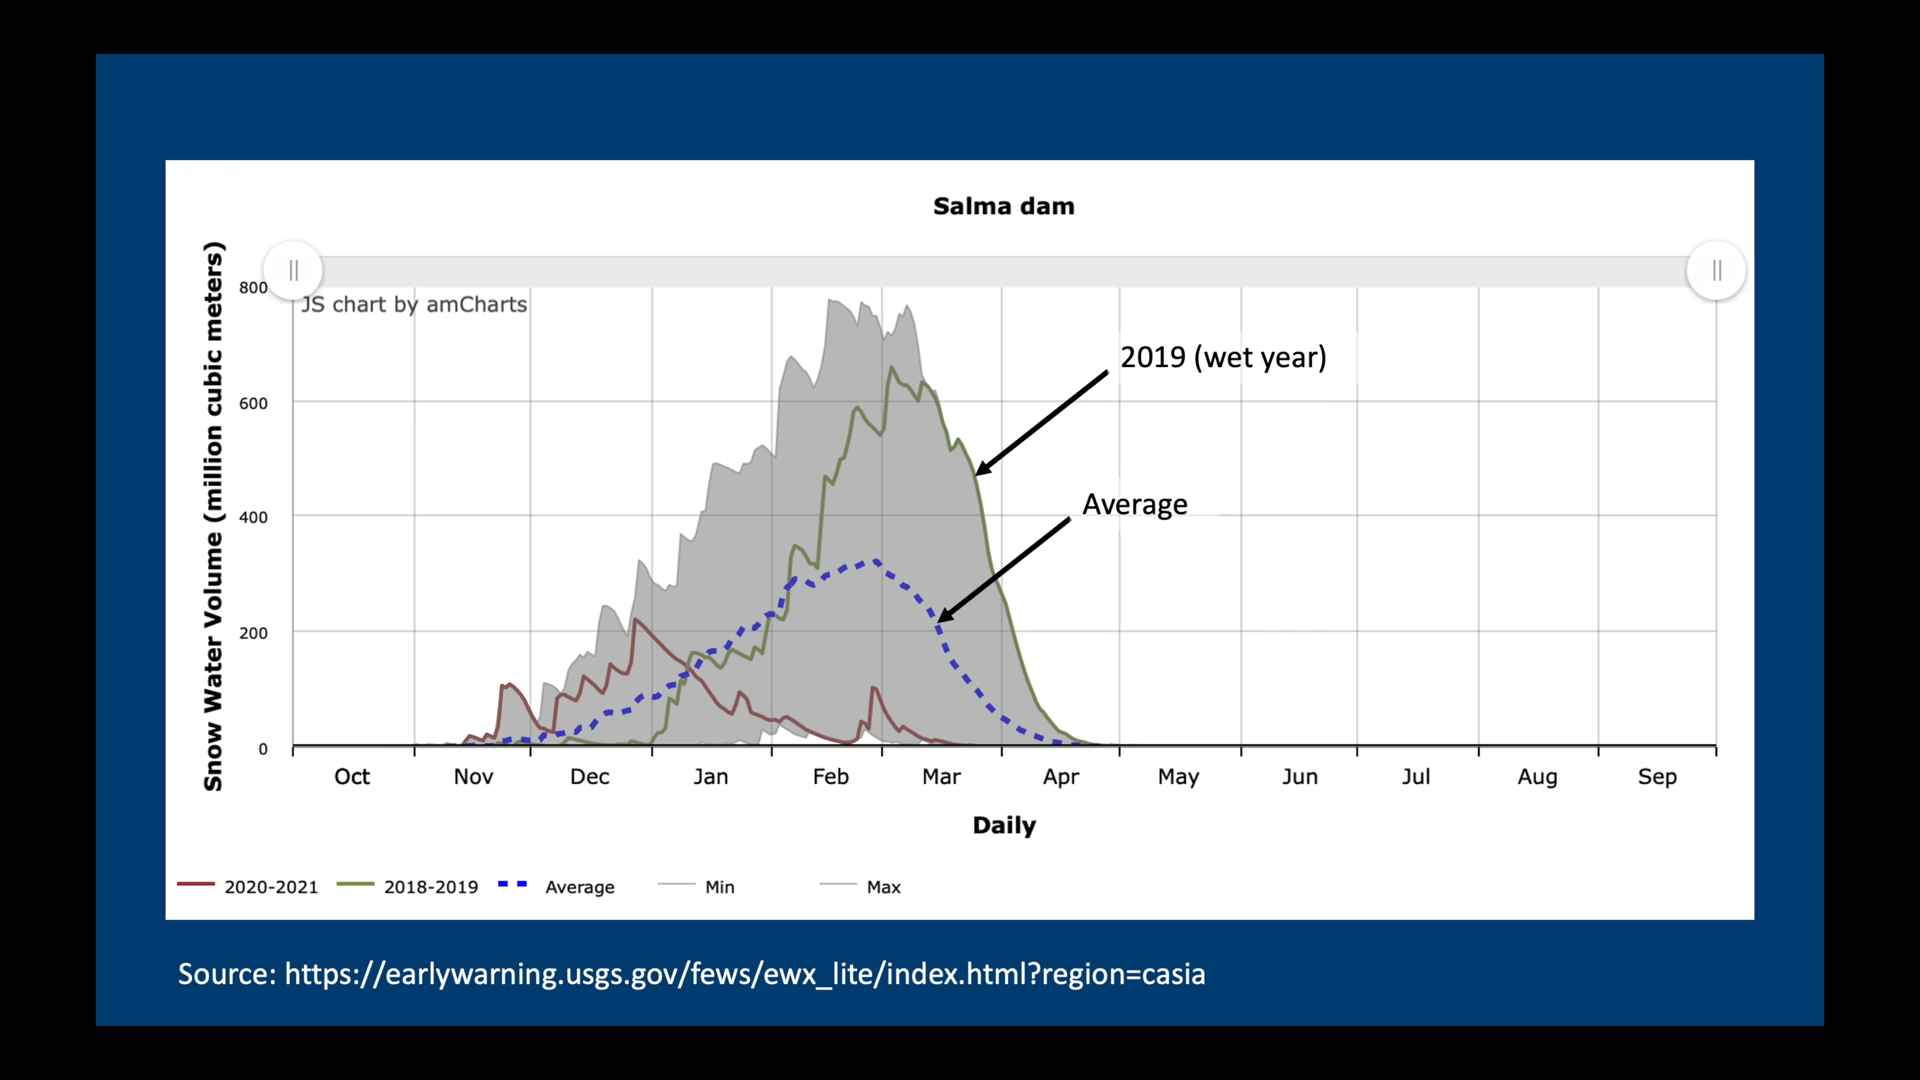 Salma dam
Snow Water Volume (million cubic meters)
800
600
400
200
0
JS chart by amCharts
2019 (wet year)
Average
Oct Nov Dec Jan Feb Mar Apr May Jun Jul Aug Sep
Daily
2020-2021 2018-2019 Average Min Max
Source: https://earlywarning.usgs.gov/fews/ewx_lite/index.html?region=casia